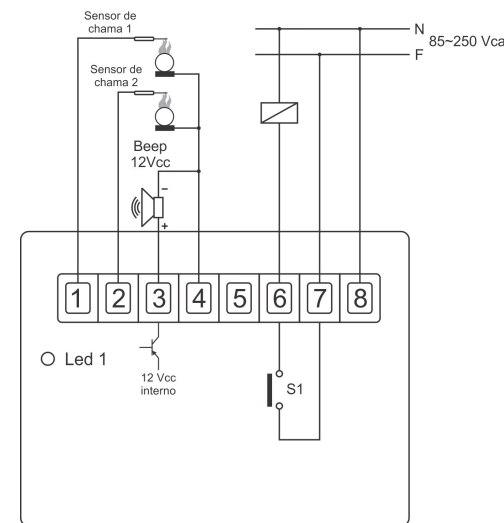 Sensor de
chama 1
Sensor de
chama 2
Beep
12Vcc
N
F
85~250 Vca
-
+
1 2 3 4 5 6 7 8
Led 1
12 Vcc
interno
S1